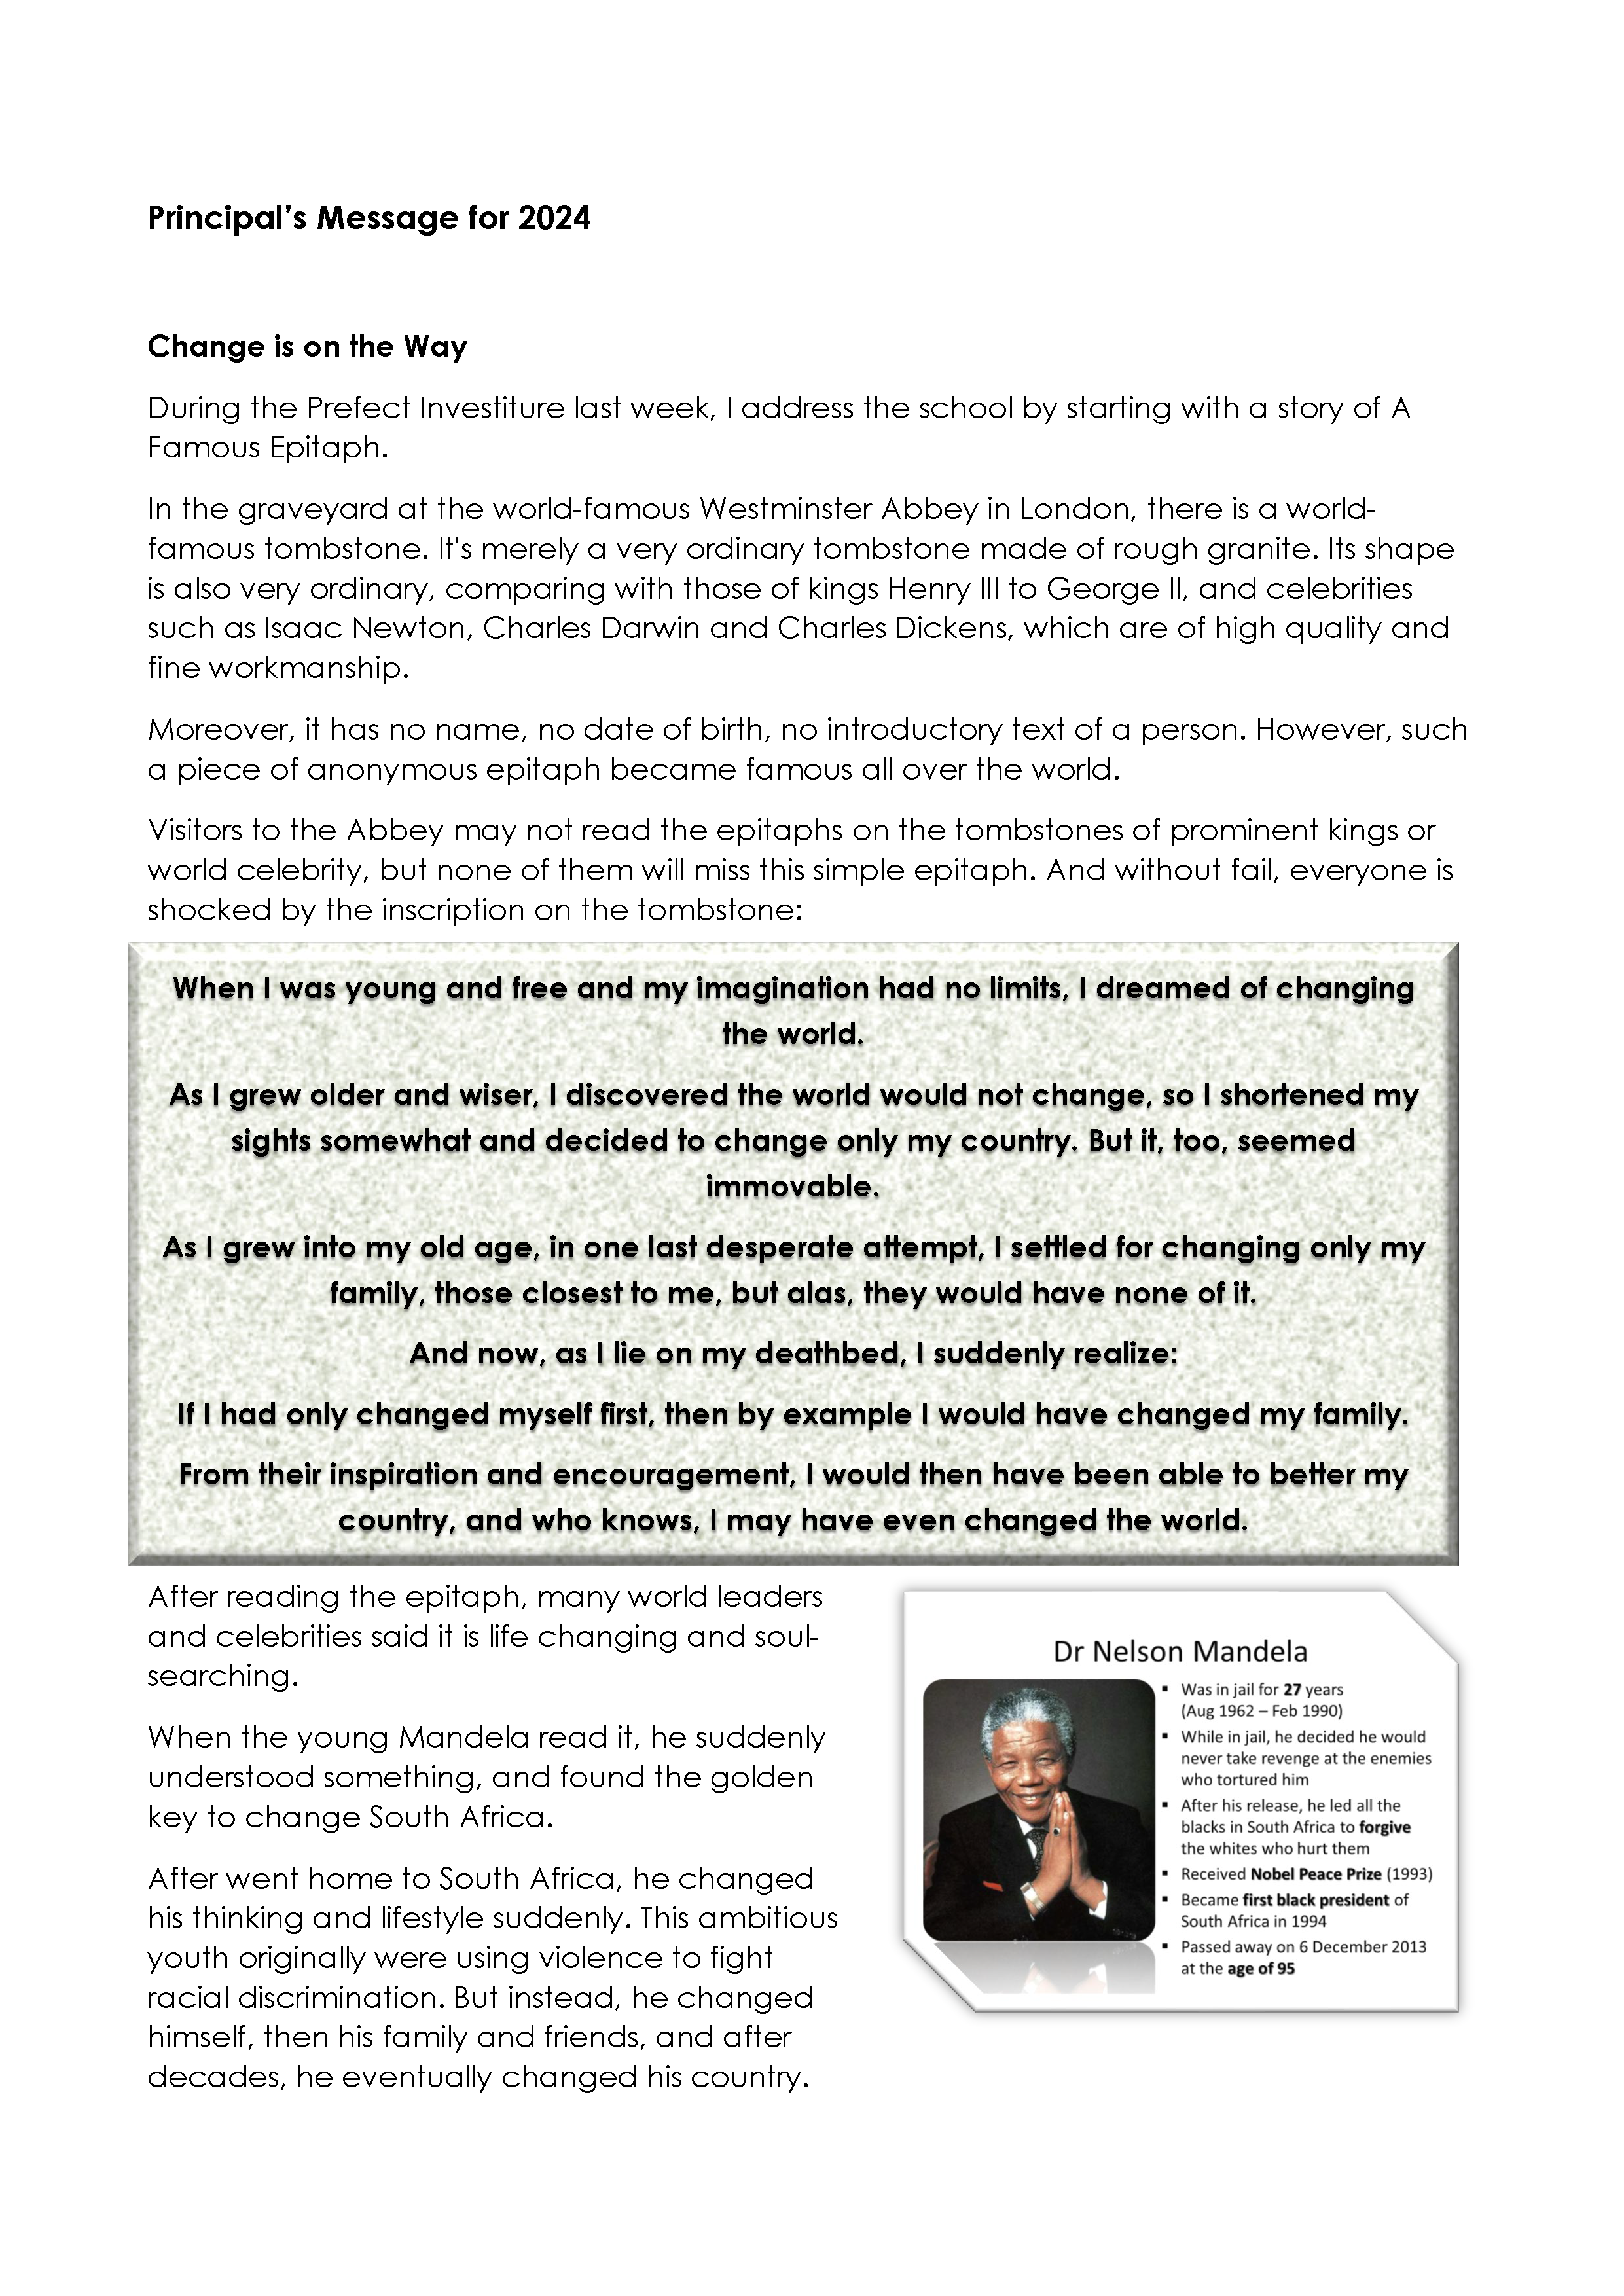 Principal’s Message for 2024
Change is on the Way
During the Prefect Investiture last week, I address the school by starting with a story of A
Famous Epitaph.
In the graveyard at the world-famous Westminster Abbey in London, there is a world-
famous tombstone. It's merely a very ordinary tombstone made of rough granite. Its shape
is also very ordinary, comparing with those of kings Henry III to George II, and celebrities
such as Isaac Newton, Charles Darwin and Charles Dickens, which are of high quality and
fine workmanship.
Moreover, it has no name, no date of birth, no introductory text of a person. However, such
a piece of anonymous epitaph became famous all over the world.
Visitors to the Abbey may not read the epitaphs on the tombstones of prominent kings or
world celebrity, but none of them will miss this simple epitaph. And without fail, everyone is
shocked by the inscription on the tombstone:
When I was young and free and my imagination had no limits, I dreamed of changing
the world.
As I grew older and wiser, I discovered the world would not change, so I shortened my
sights somewhat and decided to change only my country. But it, too, seemed
immovable.
As I grew into my old age, in one last desperate attempt, I settled for changing only my
family, those closest to me, but alas, they would have none of it.
And now, as I lie on my deathbed, I suddenly realize:
If I had only changed myself first, then by example I would have changed my family.
From their inspiration and encouragement, I would then have been able to better my
country, and who knows, I may have even changed the world.
After reading the epitaph, many world leaders
and celebrities said it is life changing and soul-
searching.
When the young Mandela read it, he suddenly
understood something, and found the golden
key to change South Africa.
After went home to South Africa, he changed
his thinking and lifestyle suddenly. This ambitious
youth originally were using violence to fight
racial discrimination. But instead, he changed
himself, then his family and friends, and after
decades, he eventually changed his country.
Dr Nelson Mandela
▪ Was in jail for 27 years
(Aug 1962 – Feb 1990)
▪ While in jail, he decided he would
never take revenge at the enemies
who tortured him
▪ After his release, he led all the
blacks in South Africa to forgive
the whites who hurt them
▪ Received Nobel Peace Prize (1993)
▪ Became first black president of
South Africa in 1994
▪ Passed away on 6 December 2013
at the age of 95